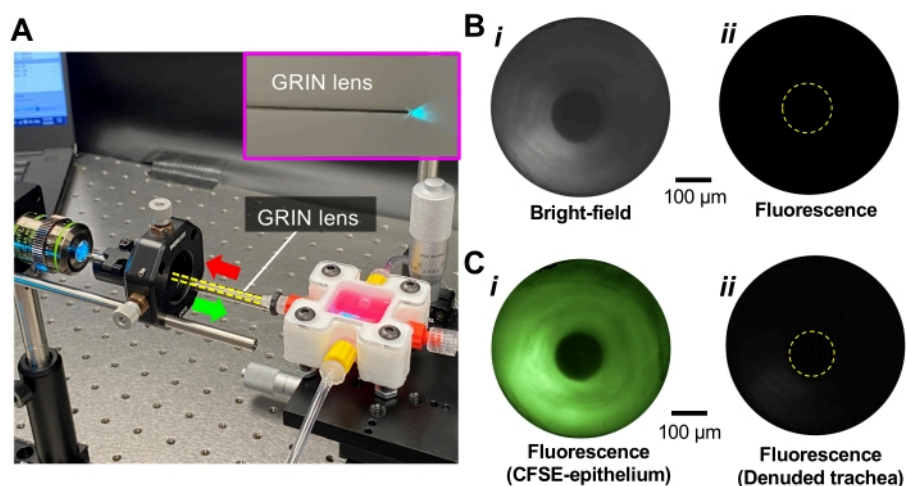 A
GRIN lens
GRIN lens
B
i
ii
Bright-field
100 µm
Fluorescence
C
i
ii
Fluorescence
(CFSE-epithelium)
100 µm
Fluorescence
(Denuded trachea)